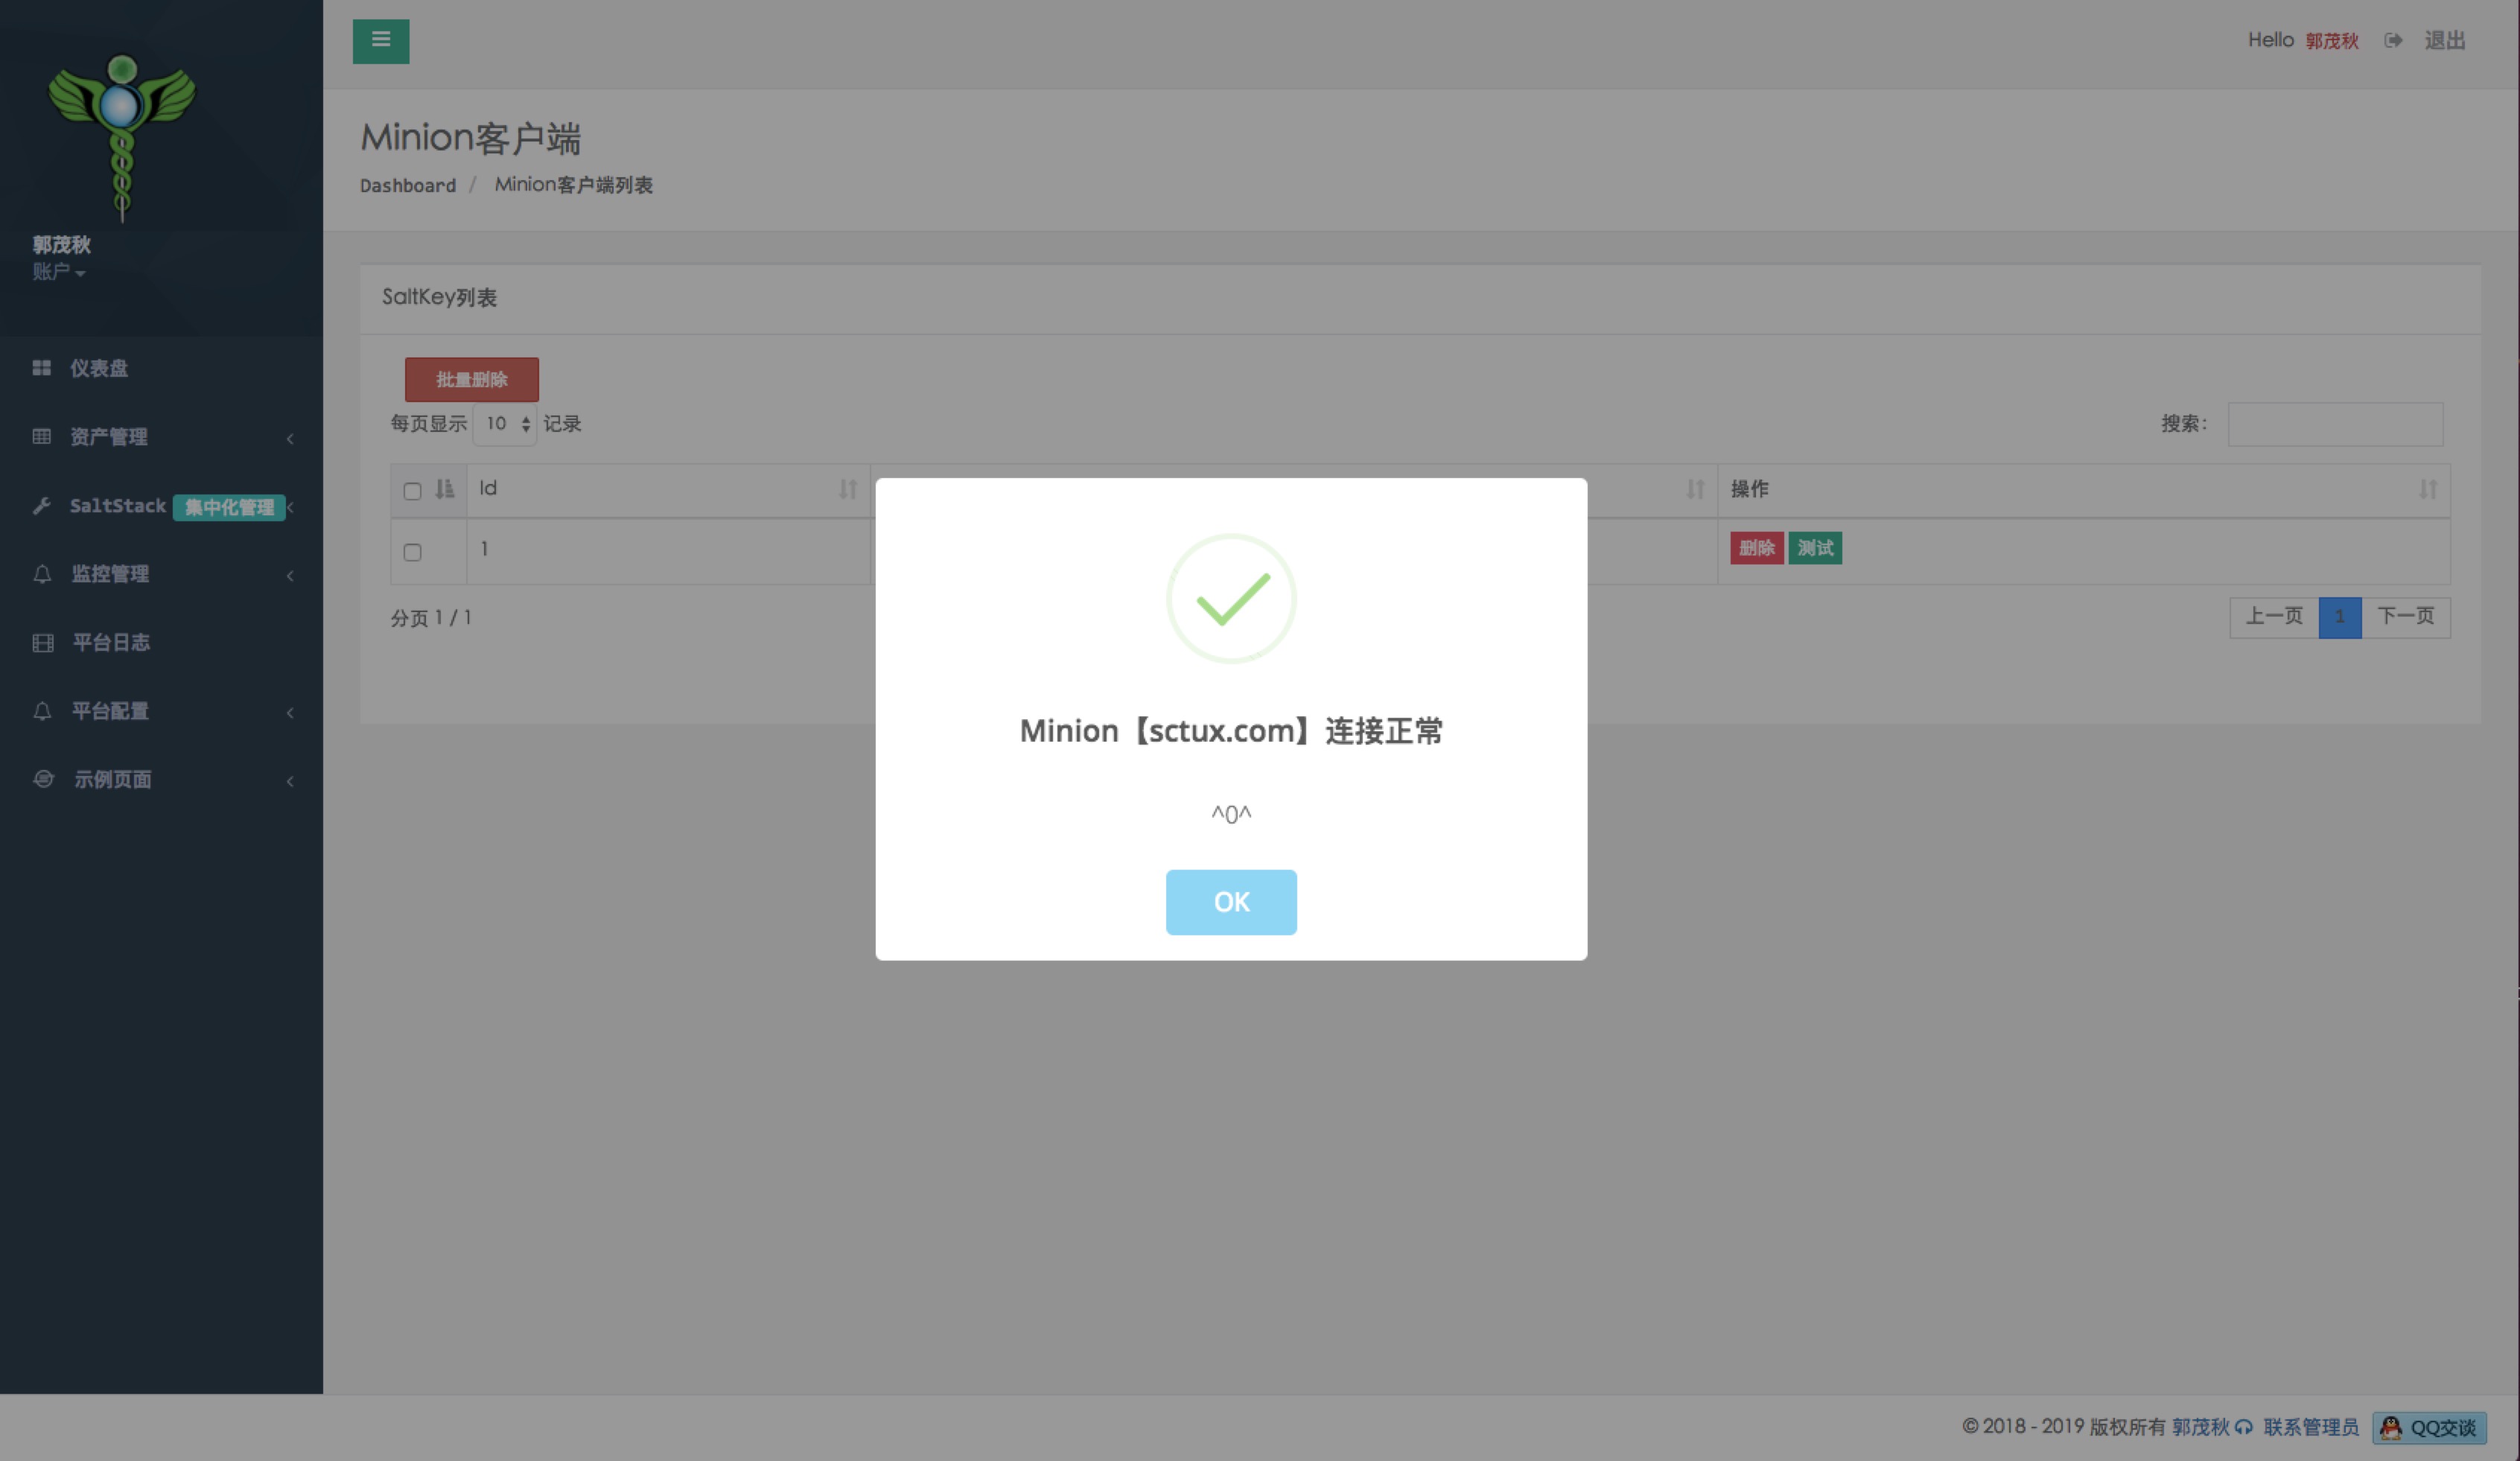 Hello 郭茂秋 退出
郭茂秋
账户
仪表盘
资产管理
SaltStack 集中化管理
监控管理
平台日志
平台配置
示例页面
Minion客户端
Dashboard / Minion客户端列表
SaltKey列表
批量删除
每页显示 10 记录
搜索:
Id
操作
1
删除 测试
分页 1 / 1
上一页 1 下一页
Minion【sctux.com】连接正常
^0^
OK
© 2018 - 2019 版权所有 郭茂秋 联系管理员 QQ交谈